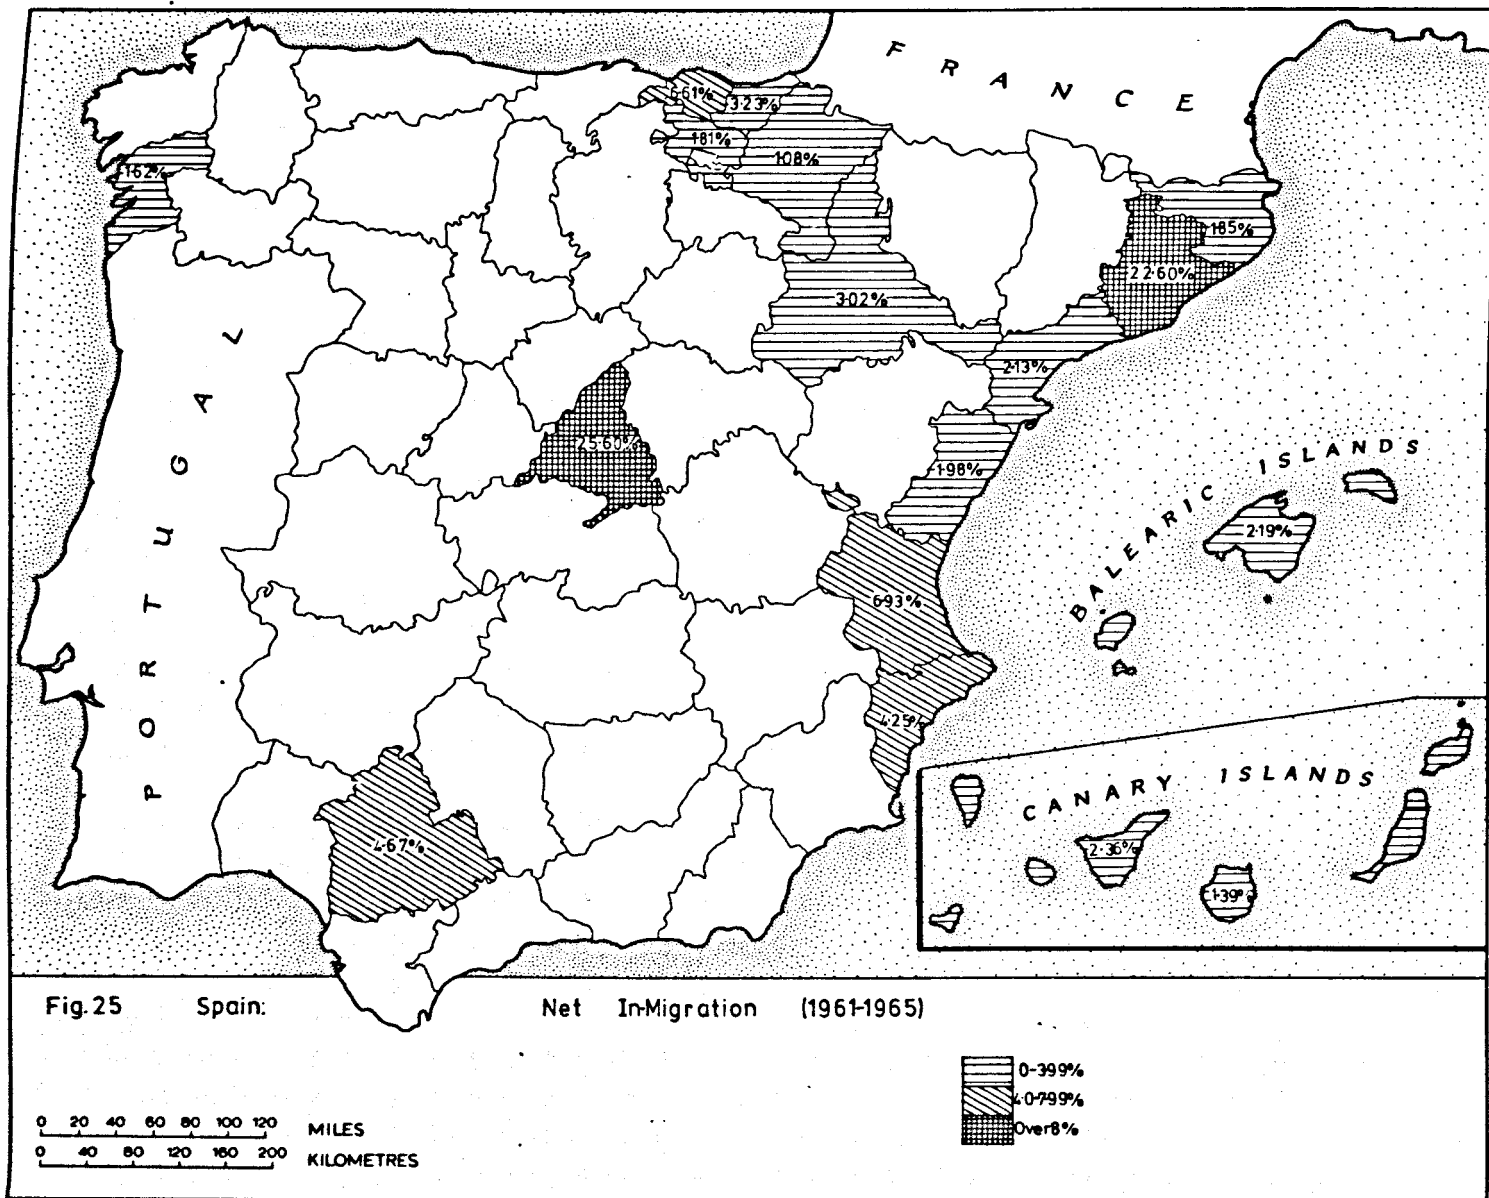 FRANCE
6·61%
3·23%
1·81%
1·08%
1·62%
1·85%
22·60%
3·02%
2·13%
25·60%
1·98%
BALEARIC ISLANDS
2·19%
6·93%
4·25%
PORTUGAL
4·67%
CANARY ISLANDS
2·36%
1·39%
Fig. 25 Spain: Net In-Migration (1961-1965)
0-3·99%
4·0-7·99%
Over 8%
0 20 40 60 80 100 120 MILES
0 40 80 120 160 200 KILOMETRES